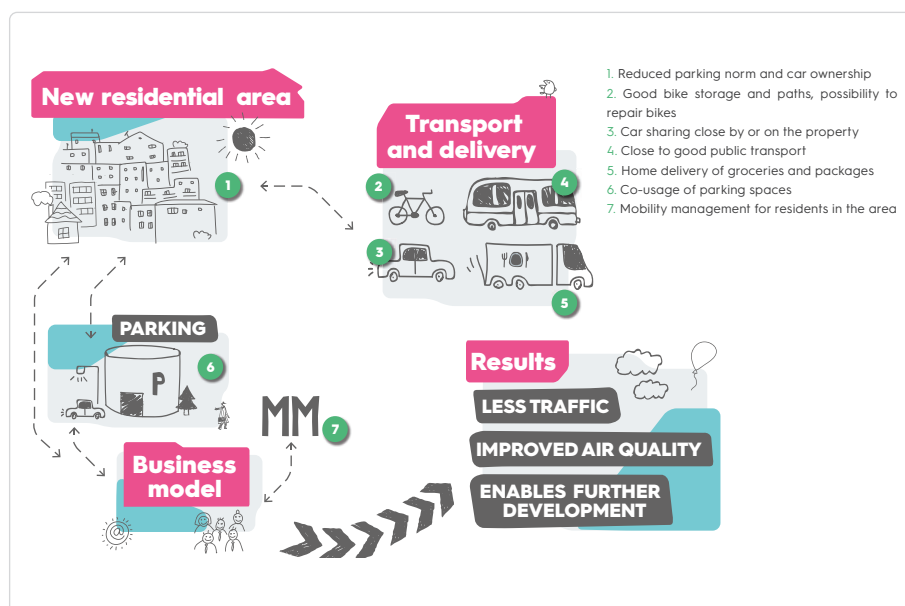 New residential area
1
Transport
and delivery
2
4
3
5
1. Reduced parking norm and car ownership
2. Good bike storage and paths, possibility to
repair bikes
3. Car sharing close by or on the property
4. Close to good public transport
5. Home delivery of groceries and packages
6. Co-usage of parking spaces
7. Mobility management for residents in the area
PARKING
P
6
MM
7
Business
model
@
Results
LESS TRAFFIC
IMPROVED AIR QUALITY
ENABLES FURTHER
DEVELOPMENT